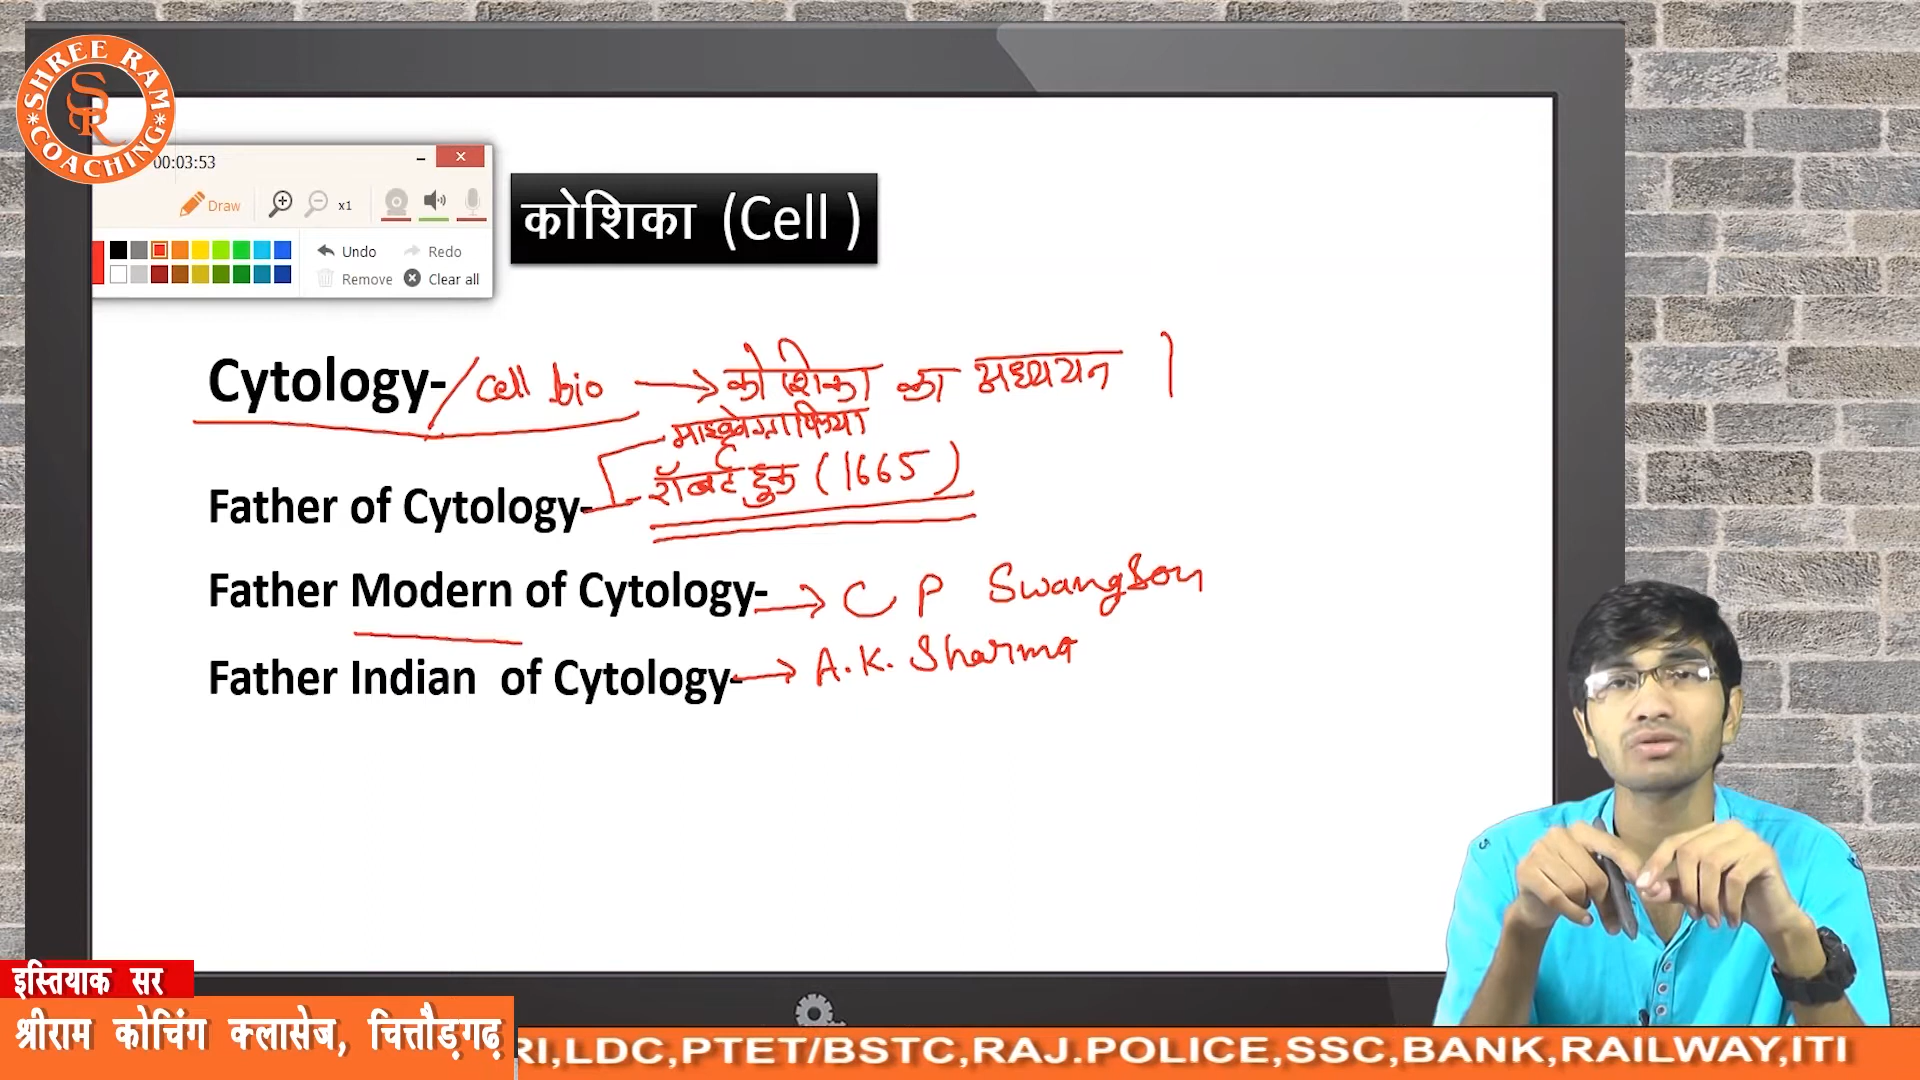 SHREE RAM COACHING
SR
00:03:53
Draw x1
Undo Redo
Remove Clear all
कोशिका (Cell )
Cytology- / cell bio → कोशिका का अध्ययन ।
रॉबर्ट हुक (1665)
Father of Cytology-
Father Modern of Cytology- → C P Swangson
Father Indian of Cytology- → A.K. Sharma
इस्तियाक सर
श्रीराम कोचिंग क्लासेज, चित्तौड़गढ़
RI,LDC,PTET/BSTC,RAJ.POLICE,SSC,BANK,RAILWAY,ITI